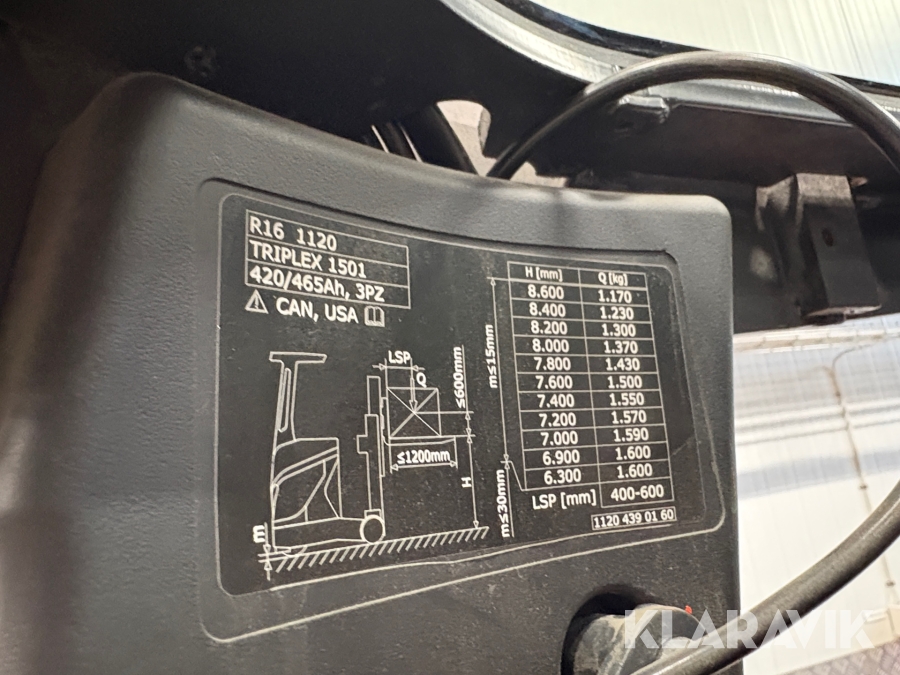 R16 1120
TRIPLEX 1501
420/465Ah, 3PZ
CAN, USA
LSP
Q
≤600mm
≤1200mm
H
m
m≤15mm
m≤30mm
H [mm] Q [kg]
8.600 1.170
8.400 1.230
8.200 1.300
8.000 1.370
7.800 1.430
7.600 1.500
7.400 1.550
7.200 1.570
7.000 1.590
6.900 1.600
6.300 1.600
LSP [mm] 400-600
1120 439 01 60
KLARAVIK